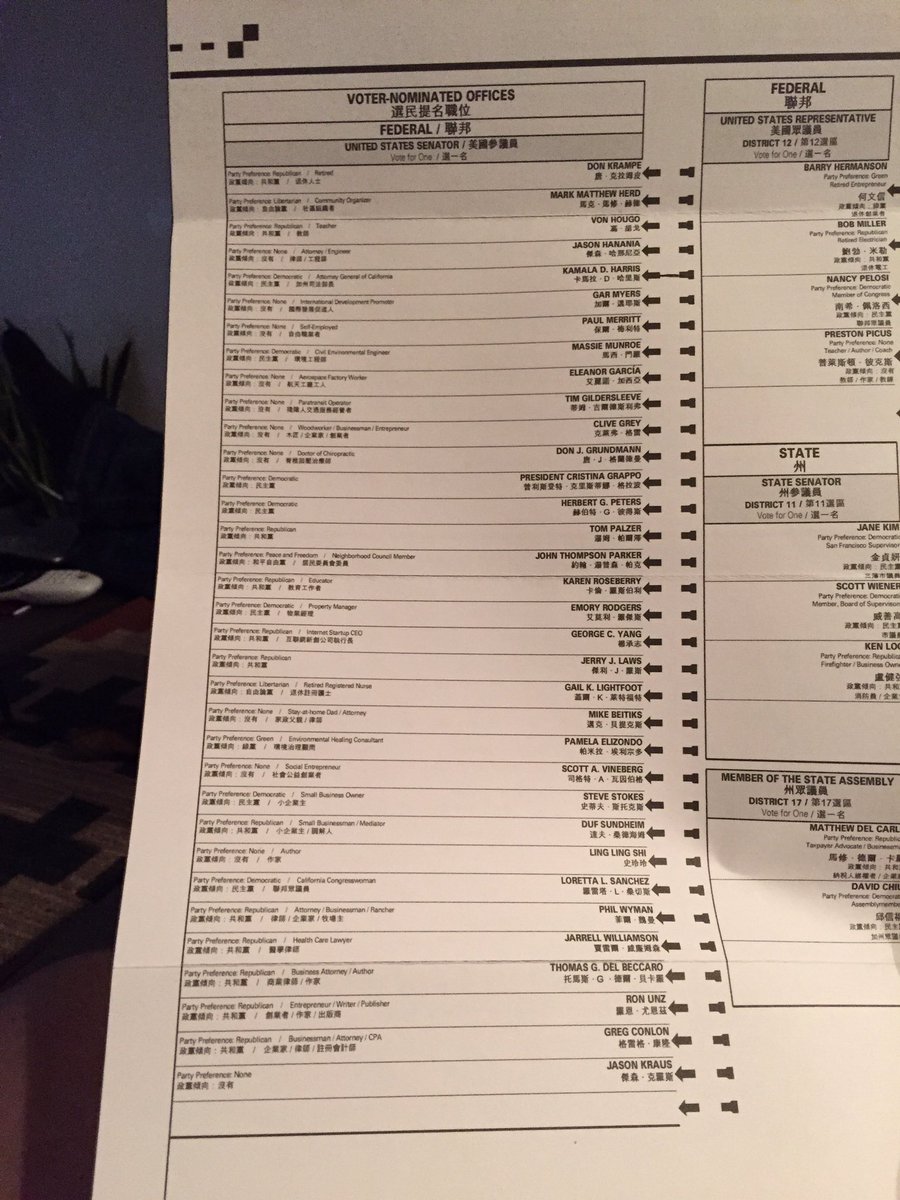 VOTER-NOMINATED OFFICES
選民提名職位
FEDERAL / 聯邦
UNITED STATES SENATOR / 美國參議員
Vote for One / 選一名
Party Preference: Republican / Retired DON KRAMPE
政黨傾向：共和黨 / 退休人士 唐·克拉姆皮
Party Preference: Libertarian / Community Organizer MARK MATTHEW HERD
政黨傾向：自由論黨 / 社區組織者 馬克·馬修·赫德
Party Preference: Republican / Teacher VON HOUGO
政黨傾向：共和黨 / 教師 馮·
Party Preference: None / Attorney / Engineer JASON HANANIA
政黨傾向：沒有 / 律師 / 工程師 傑森·哈那尼亞
Party Preference: Democratic / Attorney General of California KAMALA D. HARRIS
政黨傾向：民主黨 / 加州司法部長 卡馬拉·D·哈里斯
Party Preference: None / International Development Promoter GAR MYERS
政黨傾向：沒有 / 國際發展促進人 加爾·邁耶斯
Party Preference: None / Self-Employed PAUL MERRITT
政黨傾向：沒有 / 自由職業者 保爾·梅利特
Party Preference: Democratic / Civil Environmental Engineer MASSIE MUNROE
政黨傾向：民主黨 / 環境工程師 馬西·門羅
Party Preference: None / Aerospace Factory Worker ELEANOR GARCÍA
政黨傾向：沒有 / 航天工廠工人 艾麗諾·加西亞
Party Preference: None / Paratransit Operator TIM GILDERSLEEVE
政黨傾向：沒有 / 殘障人交通服務經營者 蒂姆·吉爾德斯利弗
Party Preference: None / Woodworker / Businessman / Entrepreneur CLIVE GREY
政黨傾向：沒有 / 木匠 / 企業家 / 創業者 克萊弗·格雷
Party Preference: None / Doctor of Chiropractic DON J. GRUNDMANN
政黨傾向：沒有 / 脊椎指壓治療師 唐·J·格蘭德曼
Party Preference: Democratic PRESIDENT CRISTINA GRAPPO
政黨傾向：民主黨 普利斯登特·克里斯蒂娜·格拉波
Party Preference: Democratic HERBERT G. PETERS
政黨傾向：民主黨 赫伯特·G·彼得斯
Party Preference: Republican TOM PALZER
政黨傾向：共和黨 湯姆·帕爾澤
Party Preference: Peace and Freedom / Neighborhood Council Member JOHN THOMPSON PARKER
政黨傾向：和平自由黨 / 居民委員會委員 約翰·湯普森·帕克
Party Preference: Republican / Educator KAREN ROSEBERRY
政黨傾向：共和黨 / 教育工作者 卡倫·羅斯伯利
Party Preference: Democratic / Property Manager EMORY RODGERS
政黨傾向：民主黨 / 物業經理 艾莫利·羅傑斯
Party Preference: Republican / Internet Startup CEO GEORGE C. YANG
政黨傾向：共和黨 / 互聯網新創公司執行長 楊承志
Party Preference: Republican JERRY J. LAWS
政黨傾向：共和黨 傑利·J·羅斯
Party Preference: Libertarian / Retired Registered Nurse GAIL K. LIGHTFOOT
政黨傾向：自由論黨 / 退休註冊護士 蓋爾·K·萊特福特
Party Preference: None / Stay-at-home Dad / Attorney MIKE BEITIKS
政黨傾向：沒有 / 家政父親 / 律師 邁克·貝提克斯
Party Preference: Green / Environmental Healing Consultant PAMELA ELIZONDO
政黨傾向：綠黨 / 環境治理顧問 帕米拉·埃利宗多
Party Preference: None / Social Entrepreneur SCOTT A. VINEBERG
政黨傾向：沒有 / 社會公益創業者 司格特·A·瓦因伯格
Party Preference: Democratic / Small Business Owner STEVE STOKES
政黨傾向：民主黨 / 小企業主 史蒂夫·斯托克斯
Party Preference: Republican / Small Businessman / Mediator DUF SUNDHEIM
政黨傾向：共和黨 / 小企業主 / 調解人 達夫·桑德海姆
Party Preference: None / Author LING LING SHI
政黨傾向：沒有 / 作家 史玲玲
Party Preference: Democratic / California Congresswoman LORETTA L. SANCHEZ
政黨傾向：民主黨 / 聯邦眾議員 羅雷塔·L·桑切斯
Party Preference: Republican / Attorney / Businessman / Rancher PHIL WYMAN
政黨傾向：共和黨 / 律師 / 企業家 / 牧場主 菲爾·魏曼
Party Preference: Republican / Health Care Lawyer JARRELL WILLIAMSON
政黨傾向：共和黨 / 醫學律師 賈雷爾·威廉姆森
Party Preference: Republican / Business Attorney / Author THOMAS G. DEL BECCARO
政黨傾向：共和黨 / 商業律師 / 作家 托馬斯·G·德爾·貝卡羅
Party Preference: Republican / Entrepreneur / Writer / Publisher RON UNZ
政黨傾向：共和黨 / 創業者 / 作家 / 出版商 羅恩·尤恩茲
Party Preference: Republican / Businessman / Attorney / CPA GREG CONLON
政黨傾向：共和黨 / 企業家 / 律師 / 註冊會計師 格雷格·康隆
Party Preference: None JASON KRAUS
政黨傾向：沒有 傑森·克羅斯
FEDERAL
聯邦
UNITED STATES REPRESENTATIVE
美國眾議員
DISTRICT 12 / 第12選區
Vote for One / 選一名
BARRY HERMANSON
Party Preference: Green
Retired Entrepreneur
何文信
政黨傾向：綠黨
退休創業者
BOB MILLER
Party Preference: Republican
Retired Electrician
鮑勃·米勒
政黨傾向：共和黨
退休電工
NANCY PELOSI
Party Preference: Democratic
Member of Congress
南希·佩洛西
政黨傾向：民主黨
聯邦眾議員
PRESTON PICUS
Party Preference: None
Teacher / Author / Coach
普萊斯頓·彼克斯
政黨傾向：沒有
教師 / 作家 / 教練
STATE
州
STATE SENATOR
州參議員
DISTRICT 11 / 第11選區
Vote for One / 選一名
JANE KIM
Party Preference: Democra
San Francisco Supervisor
金貞妍
政黨傾向：民主
三藩市議員
SCOTT WIENER
Party Preference: Democra
Member, Board of Supervisor
威善高
政黨傾向：民主
市議
KEN LOO
Party Preference: Republic
Firefighter / Business Owne
盧健
政黨傾向：共和
消防員 / 企業
MEMBER OF THE STATE ASSEMBLY
州眾議員
DISTRICT 17 / 第17選區
Vote for One / 選一名
MATTHEW DEL CARL
Party Preference: Republic
Taxpayer Advocate / Businessma
馬修·德爾·卡
政黨傾向：共和
納稅人維權者 / 企業
DAVID CHIU
Party Preference: Democra
Assemblymembe
邱信福
政黨傾向：民主
加州眾議